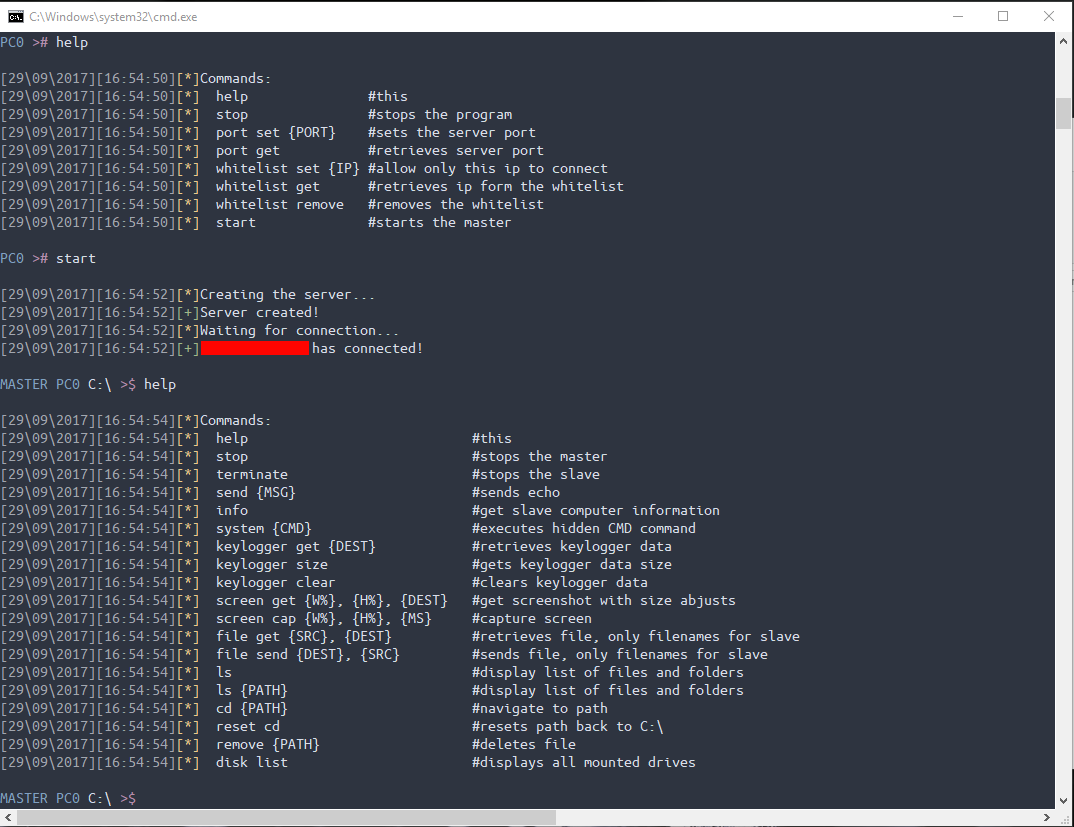 C:\Windows\system32\cmd.exe
PC0 ># help
[29\09\2017][16:54:50][*]Commands:
[29\09\2017][16:54:50][*]  help               #this
[29\09\2017][16:54:50][*]  stop               #stops the program
[29\09\2017][16:54:50][*]  port set {PORT}    #sets the server port
[29\09\2017][16:54:50][*]  port get           #retrieves server port
[29\09\2017][16:54:50][*]  whitelist set {IP} #allow only this ip to connect
[29\09\2017][16:54:50][*]  whitelist get      #retrieves ip form the whitelist
[29\09\2017][16:54:50][*]  whitelist remove   #removes the whitelist
[29\09\2017][16:54:50][*]  start              #starts the master
PC0 ># start
[29\09\2017][16:54:52][*]Creating the server...
[29\09\2017][16:54:52][+]Server created!
[29\09\2017][16:54:52][*]Waiting for connection...
[29\09\2017][16:54:52][+] has connected!
MASTER PC0 C:\ >$ help
[29\09\2017][16:54:54][*]Commands:
[29\09\2017][16:54:54][*]  help                            #this
[29\09\2017][16:54:54][*]  stop                            #stops the master
[29\09\2017][16:54:54][*]  terminate                       #stops the slave
[29\09\2017][16:54:54][*]  send {MSG}                      #sends echo
[29\09\2017][16:54:54][*]  info                            #get slave computer information
[29\09\2017][16:54:54][*]  system {CMD}                    #executes hidden CMD command
[29\09\2017][16:54:54][*]  keylogger get {DEST}            #retrieves keylogger data
[29\09\2017][16:54:54][*]  keylogger size                  #gets keylogger data size
[29\09\2017][16:54:54][*]  keylogger clear                 #clears keylogger data
[29\09\2017][16:54:54][*]  screen get {W%}, {H%}, {DEST}   #get screenshot with size abjusts
[29\09\2017][16:54:54][*]  screen cap {W%}, {H%}, {MS}     #capture screen
[29\09\2017][16:54:54][*]  file get {SRC}, {DEST}          #retrieves file, only filenames for slave
[29\09\2017][16:54:54][*]  file send {DEST}, {SRC}         #sends file, only filenames for slave
[29\09\2017][16:54:54][*]  ls                              #display list of files and folders
[29\09\2017][16:54:54][*]  ls {PATH}                       #display list of files and folders
[29\09\2017][16:54:54][*]  cd {PATH}                       #navigate to path
[29\09\2017][16:54:54][*]  reset cd                        #resets path back to C:\
[29\09\2017][16:54:54][*]  remove {PATH}                   #deletes file
[29\09\2017][16:54:54][*]  disk list                       #displays all mounted drives
MASTER PC0 C:\ >$